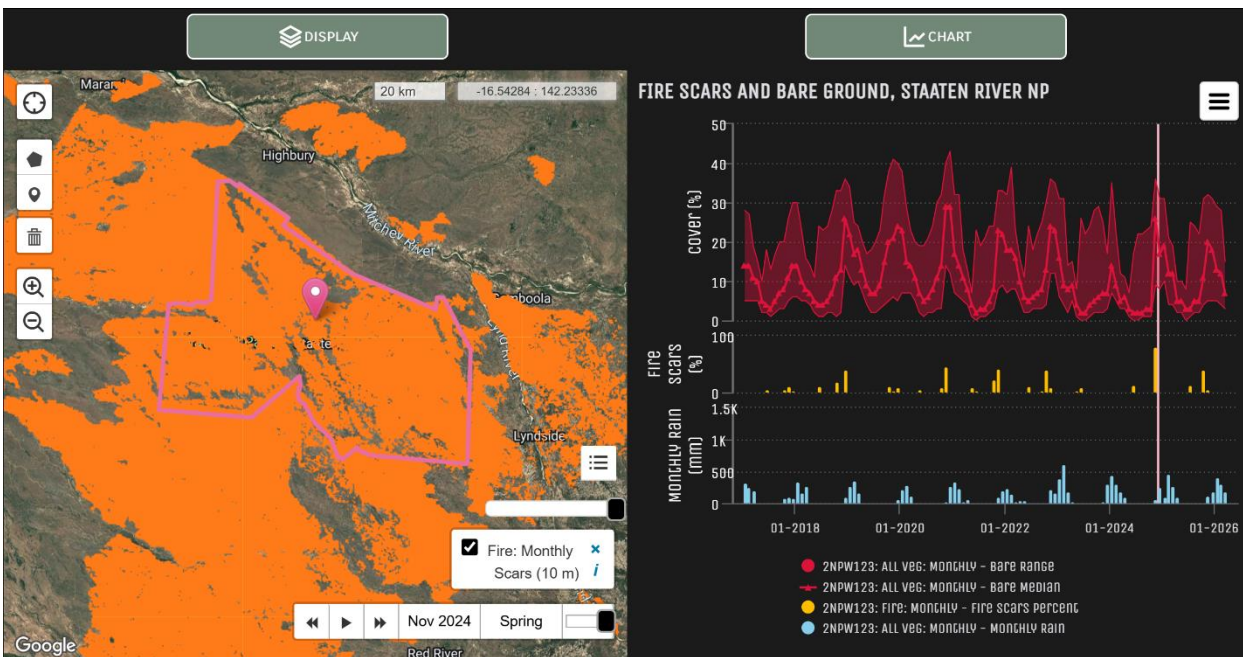 DISPLAY
CHART
20 km
-16.54284 : 142.23336
Highbury
Mitchell River
Lynd River
Lyndside
Red River
Fire: Monthly
Scars (10 m)
Nov 2024
Spring
Google
FIRE SCARS AND BARE GROUND, STAATEN RIVER NP
Cover (%)
50
40
30
20
10
0
Fire
Scars
(%)
100
0
Monthly Rain
(mm)
1.5K
1K
500
0
01-2018
01-2020
01-2022
01-2024
01-2026
2NPW123: All Veg: Monthly - Bare Range
2NPW123: All Veg: Monthly - Bare Median
2NPW123: Fire: Monthly - Fire Scars Percent
2NPW123: All Veg: Monthly - Monthly Rain